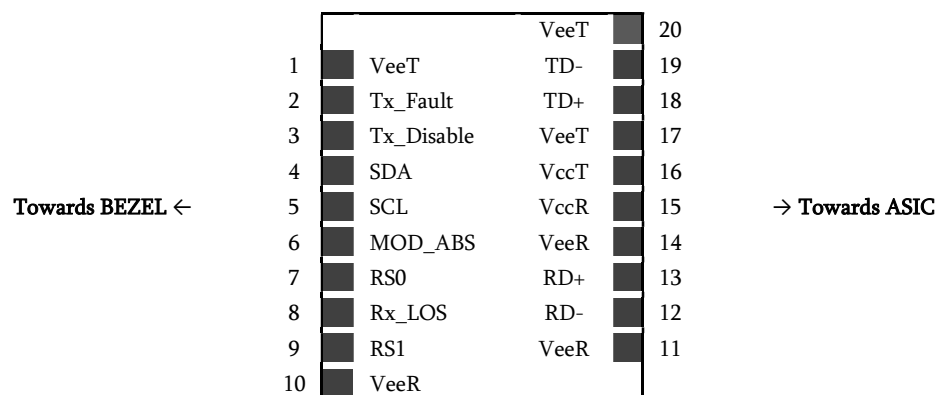 VeeT 20
1 VeeT TD- 19
2 Tx_Fault TD+ 18
3 Tx_Disable VeeT 17
4 SDA VccT 16
Towards BEZEL ← 5 SCL VccR 15 → Towards ASIC
6 MOD_ABS VeeR 14
7 RS0 RD+ 13
8 Rx_LOS RD- 12
9 RS1 VeeR 11
10 VeeR